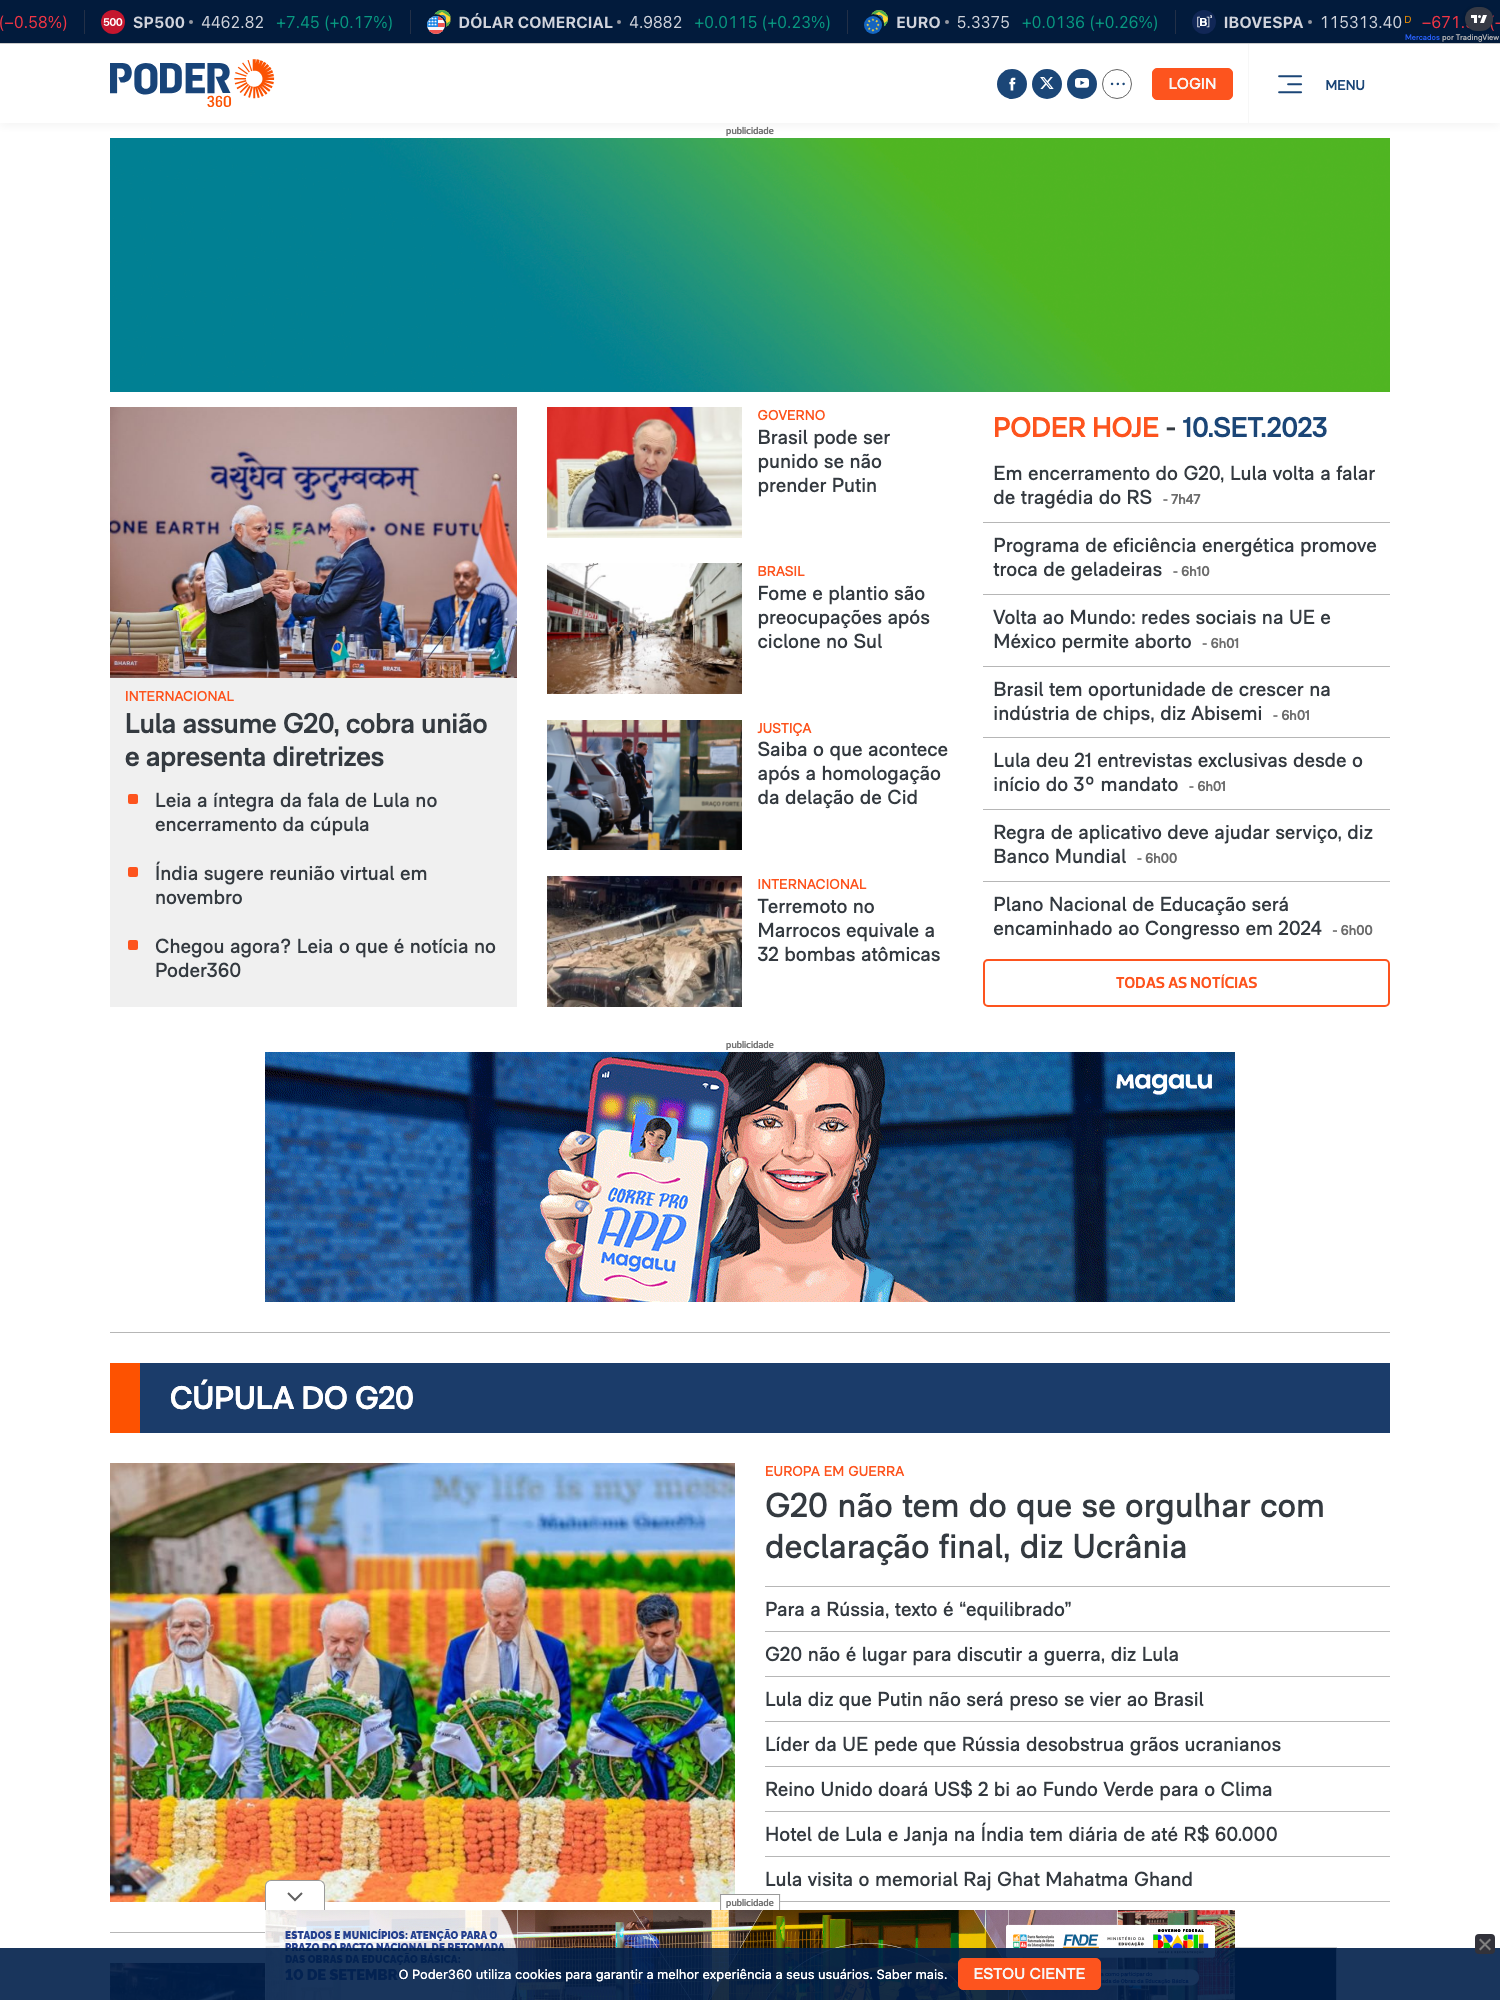 (−0.58%)
SP500 • 4462.82 +7.45 (+0.17%)
DÓLAR COMERCIAL • 4.9882 +0.0115 (+0.23%)
EURO • 5.3375 +0.0136 (+0.26%)
IBOVESPA • 115313.40 D −671.
Mercados por TradingView
PODER
360
LOGIN
MENU
publicidade
वसुधैव कुटुम्बकम्
ONE EARTH • ONE FAM • ONE FUTU E
BHARAT
BRAZIL
INTERNACIONAL
Lula assume G20, cobra união
e apresenta diretrizes
Leia a íntegra da fala de Lula no
encerramento da cúpula
Índia sugere reunião virtual em
novembro
Chegou agora? Leia o que é notícia no
Poder360
GOVERNO
Brasil pode ser
punido se não
prender Putin
BRASIL
Fome e plantio são
preocupações após
ciclone no Sul
JUSTIÇA
Saiba o que acontece
após a homologação
da delação de Cid
BRAÇO FORTE
INTERNACIONAL
Terremoto no
Marrocos equivale a
32 bombas atômicas
PODER HOJE - 10.SET.2023
Em encerramento do G20, Lula volta a falar
de tragédia do RS - 7h47
Programa de eficiência energética promove
troca de geladeiras - 6h10
Volta ao Mundo: redes sociais na UE e
México permite aborto - 6h01
Brasil tem oportunidade de crescer na
indústria de chips, diz Abisemi - 6h01
Lula deu 21 entrevistas exclusivas desde o
início do 3º mandato - 6h01
Regra de aplicativo deve ajudar serviço, diz
Banco Mundial - 6h00
Plano Nacional de Educação será
encaminhado ao Congresso em 2024 - 6h00
TODAS AS NOTÍCIAS
publicidade
Magalu
CORRE PRO
APP
Magalu
CÚPULA DO G20
My life is my mess
- Mahatma Gandhi
EUROPA EM GUERRA
G20 não tem do que se orgulhar com
declaração final, diz Ucrânia
Para a Rússia, texto é “equilibrado”
G20 não é lugar para discutir a guerra, diz Lula
Lula diz que Putin não será preso se vier ao Brasil
Líder da UE pede que Rússia desobstrua grãos ucranianos
Reino Unido doará US$ 2 bi ao Fundo Verde para o Clima
Hotel de Lula e Janja na Índia tem diária de até R$ 60.000
Lula visita o memorial Raj Ghat Mahatma Ghand
publicidade
ESTADOS E MUNICÍPIOS: ATENÇÃO PARA O
PRAZO DO PACTO NACIONAL DE RETOMADA
DAS OBRAS DA EDUCAÇÃO BÁSICA:
10 DE SETEMBR
FNDE
MINISTÉRIO DA
EDUCAÇÃO
GOVERNO FEDERAL
BRASIL
O Poder360 utiliza cookies para garantir a melhor experiência a seus usuários. Saber mais.
ESTOU CIENTE